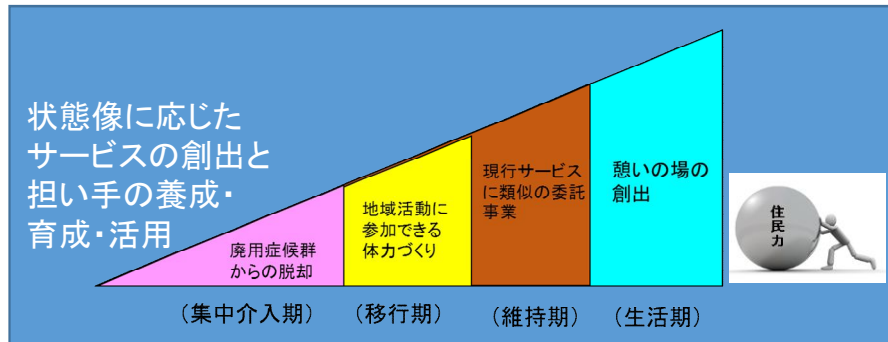 状態像に応じた
サービスの創出と
担い手の養成・
育成・活用
廃用症候群
からの脱却
地域活動に
参加できる
体力づくり
現行サービス
に類似の委託
事業
憩いの場の
創出
住民力
(集中介入期)
(移行期)
(維持期)
(生活期)